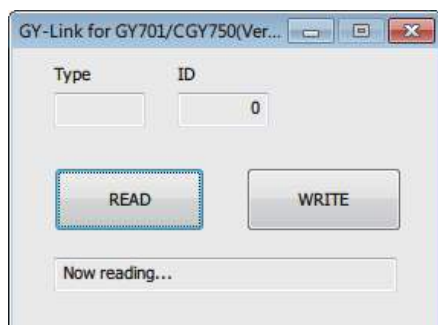 GY-Link for GY701/CGY750(Ver...
Type ID
0
READ WRITE
Now reading...